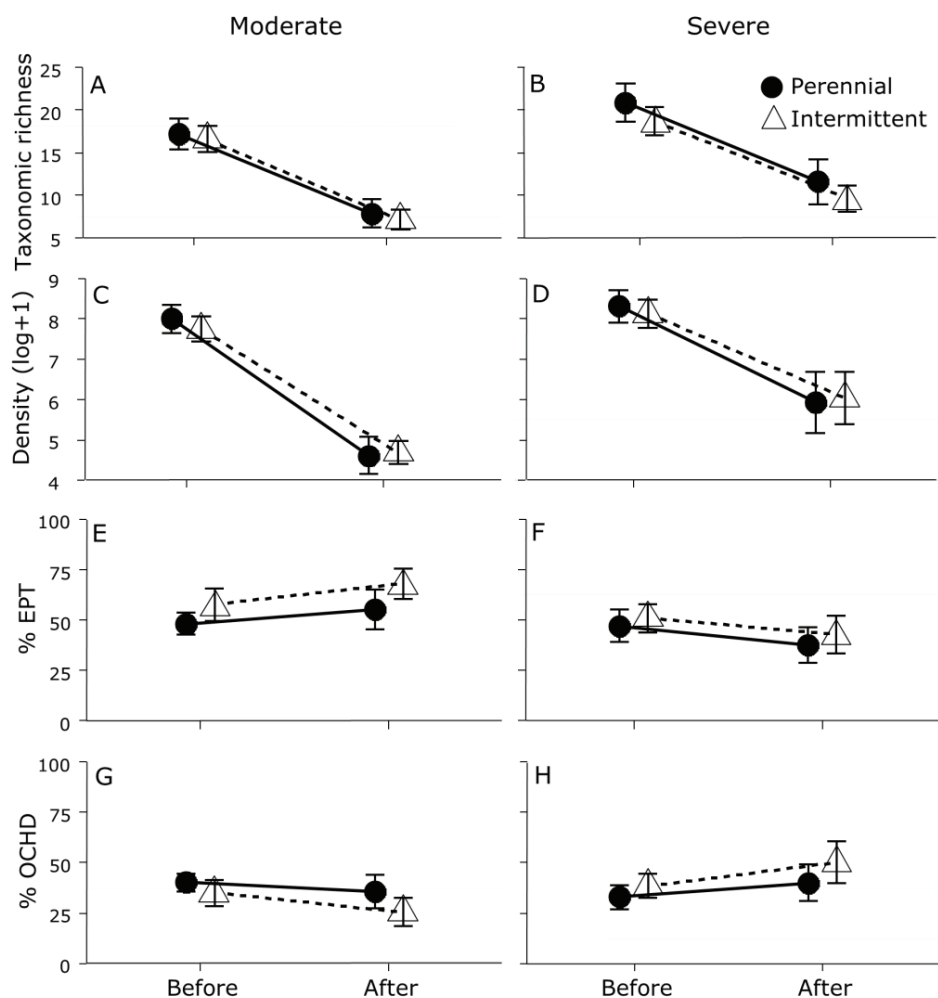 Moderate
Severe
Taxonomic richness
25
20
15
10
5
A
B
Perennial
Intermittent
Density (log+1)
9
8
7
6
5
4
C
D
% EPT
100
75
50
25
0
E
F
% OCHD
100
75
50
25
0
G
H
Before
After
Before
After